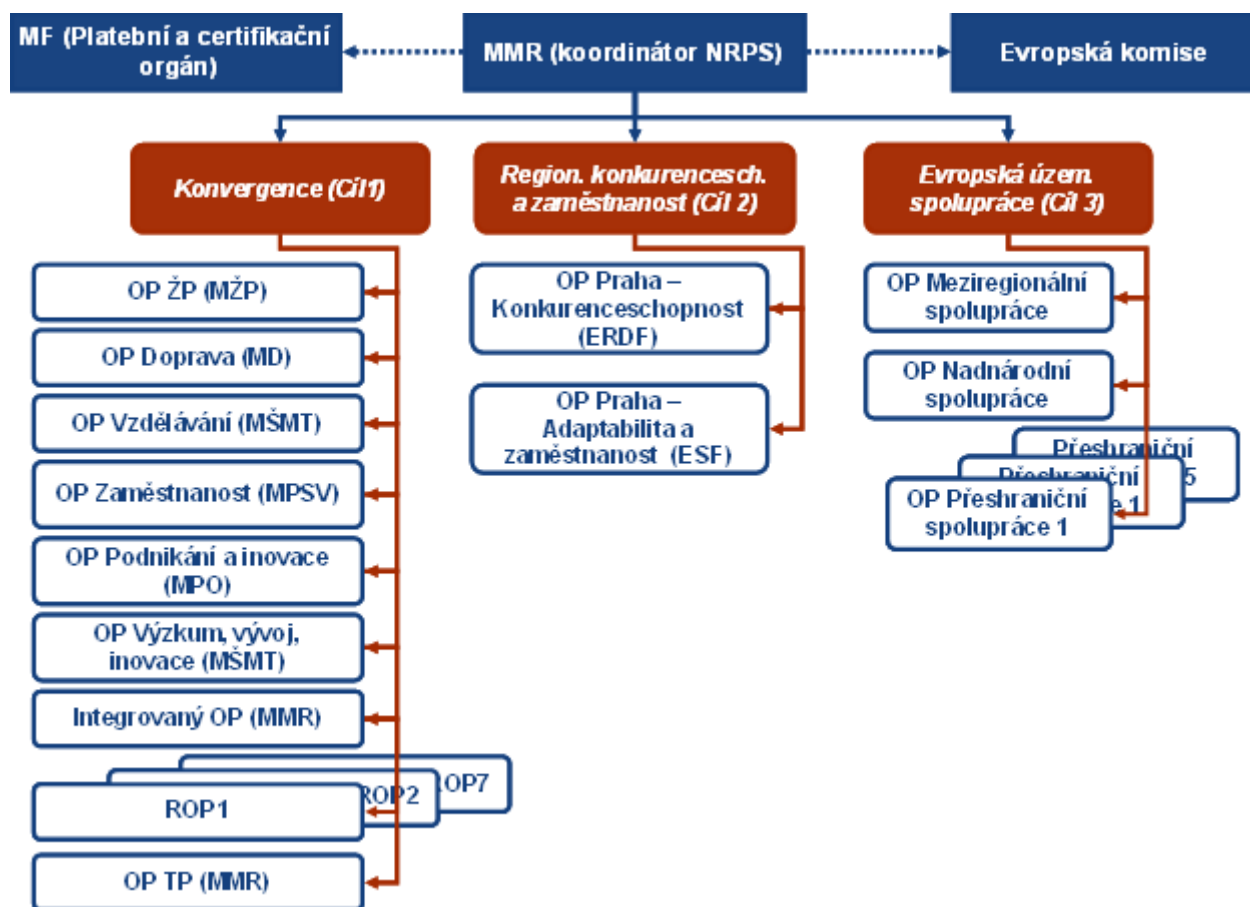 MF (Platební a certifikační
orgán)
MMR (koordinátor NRPS)
Evropská komise
Konvergence (Cíl1)
Region. konkurencesch.
a zaměstnanost (Cíl 2)
Evropská územ.
spolupráce (Cíl 3)
OP ŽP (MŽP)
OP Doprava (MD)
OP Vzdělávání (MŠMT)
OP Zaměstnanost (MPSV)
OP Podnikání a inovace
(MPO)
OP Výzkum, vývoj,
inovace (MŠMT)
Integrovaný OP (MMR)
ROP7
ROP2
ROP1
OP TP (MMR)
OP Praha –
Konkurenceschopnost
(ERDF)
OP Praha –
Adaptabilita a
zaměstnanost (ESF)
OP Meziregionální
spolupráce
OP Nadnárodní
spolupráce
Přeshraniční
5
Přeshraniční
e 1
OP Přeshraniční
spolupráce 1